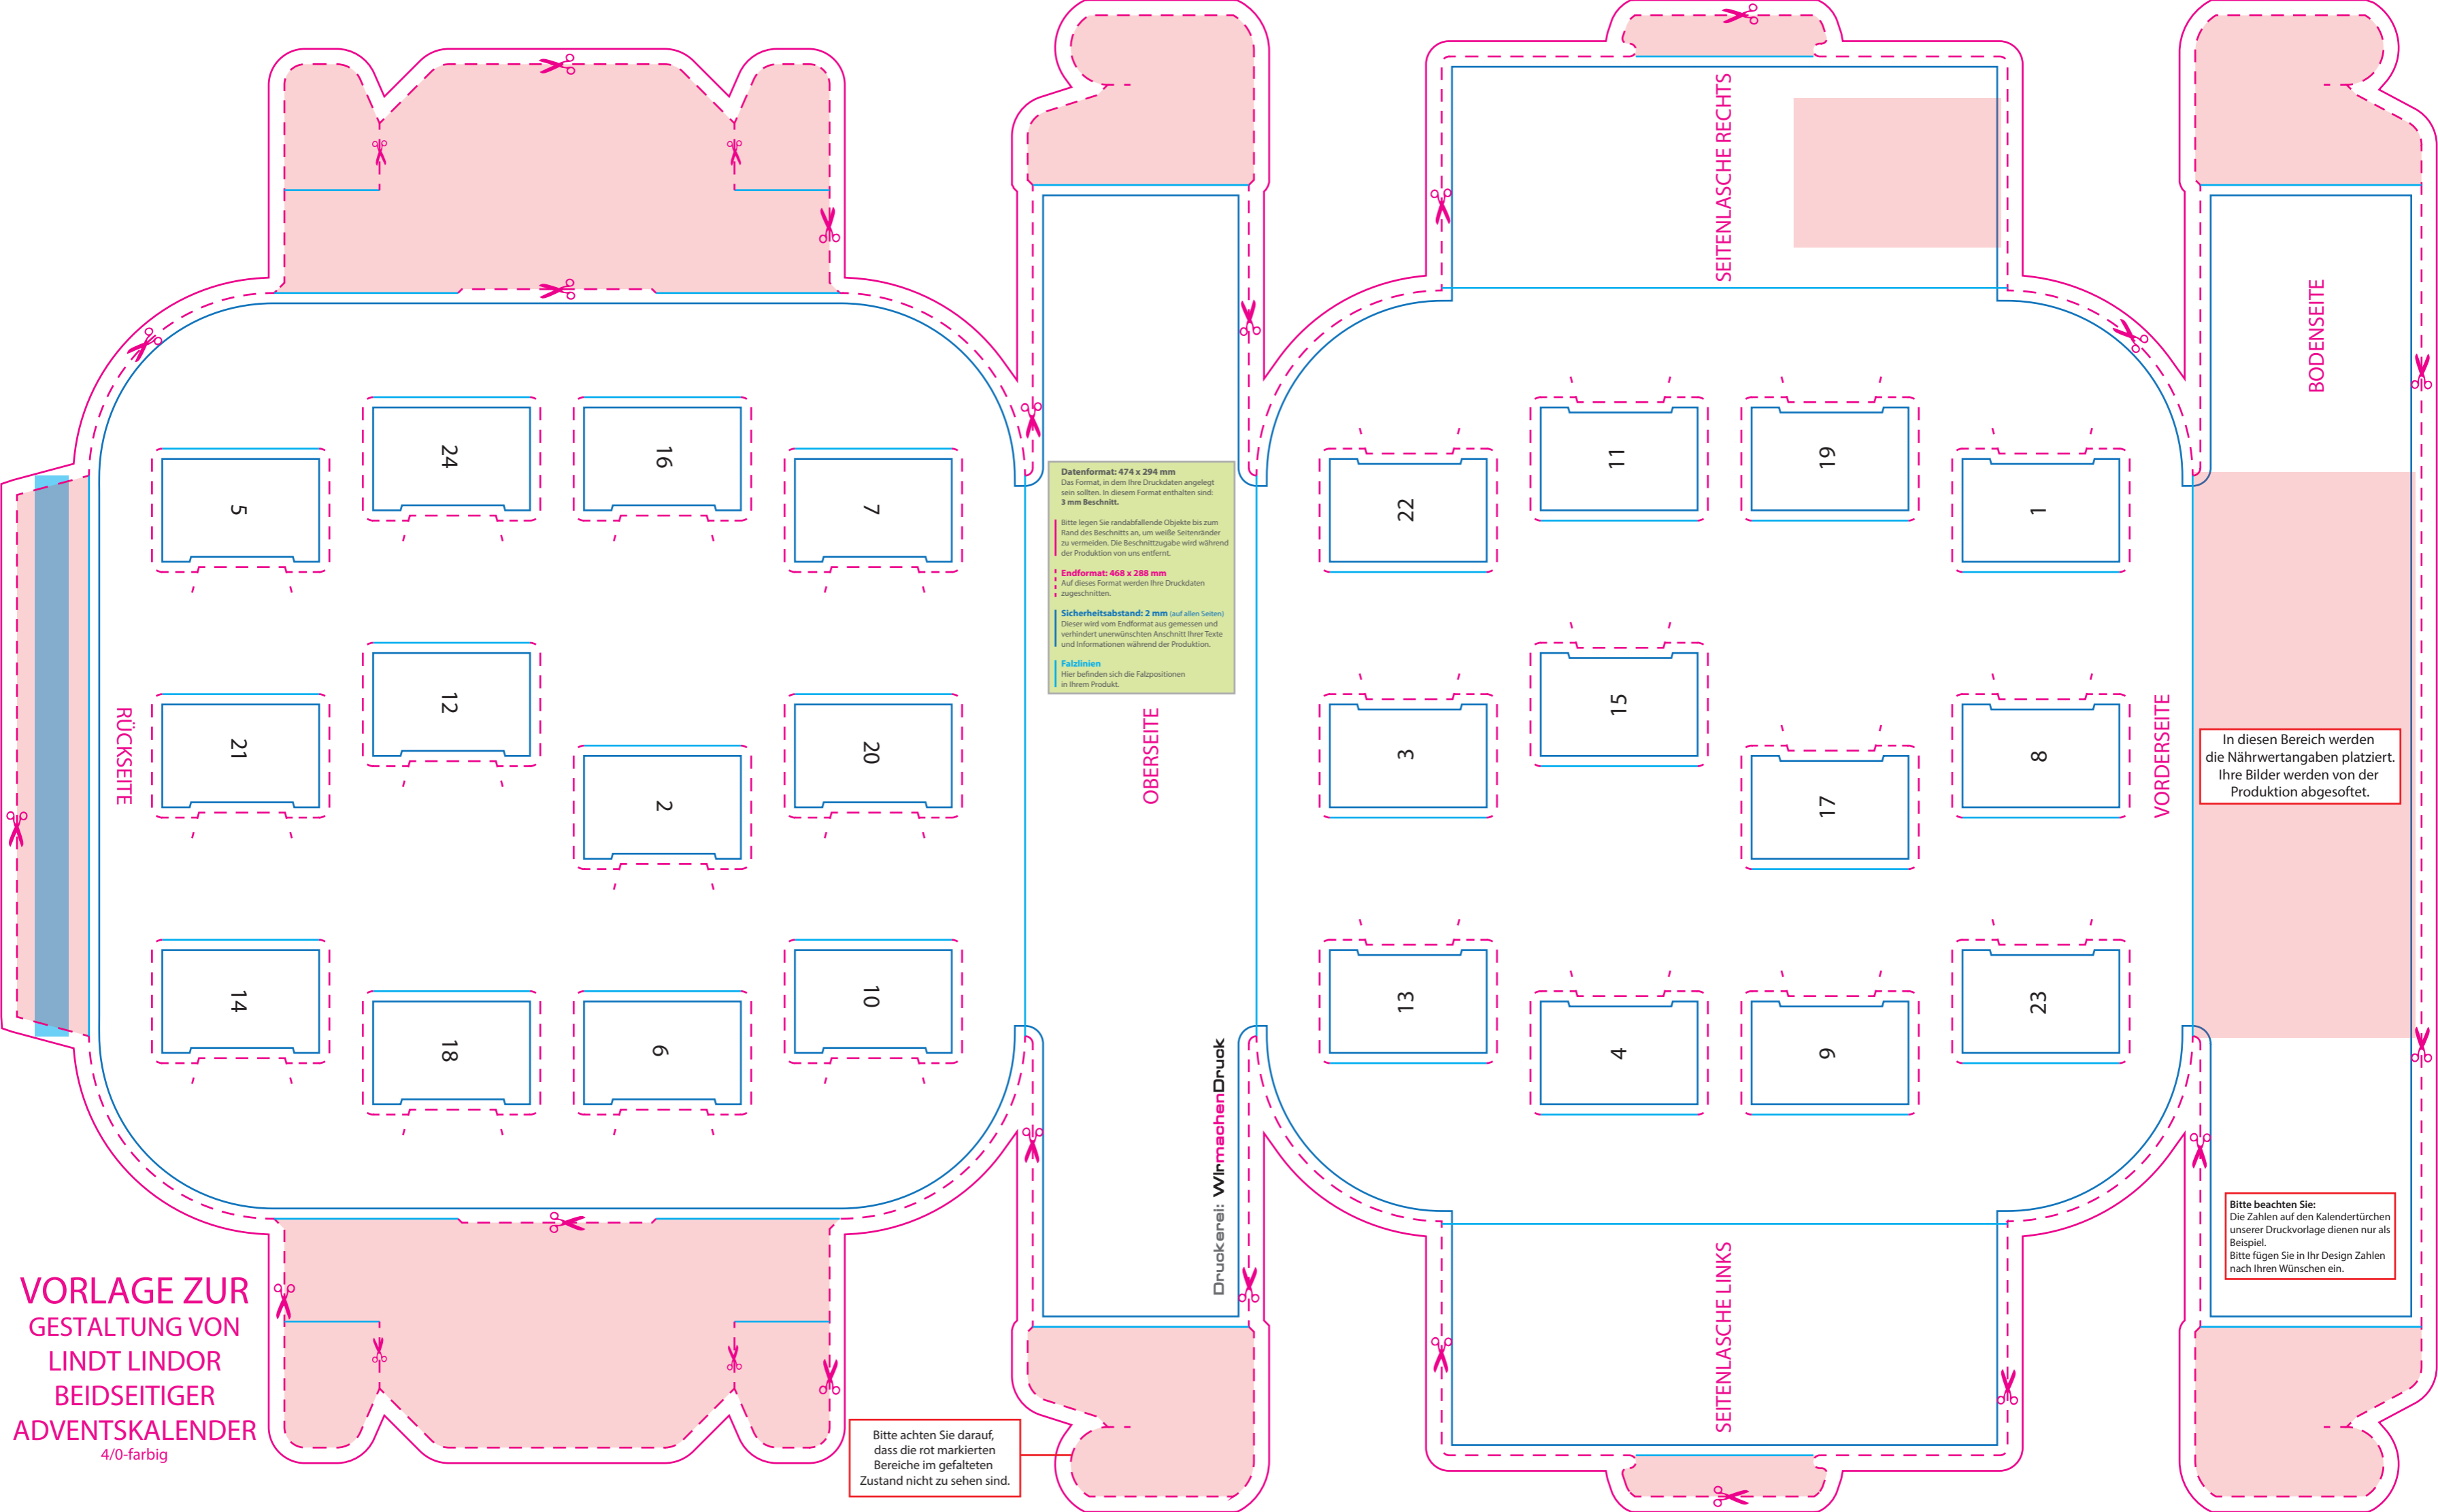 SEITENLASCHE RECHTS
BODENSEITE
24
16
11
19
5
7
22
1
Datenformat: 474 x 294 mm
Das Format, in dem Ihre Druckdaten angelegt
sein sollten. In diesem Format enthalten sind:
3 mm Beschnitt.
Bitte legen Sie randabfallende Objekte bis zum
Rand des Beschnitts an, um weiße Seitenränder
zu vermeiden. Die Beschnittzugabe wird während
der Produktion von uns entfernt.
Endformat: 468 x 288 mm
Auf dieses Format werden Ihre Druckdaten
zugeschnitten.
Sicherheitsabstand: 2 mm (auf allen Seiten)
Dieser wird vom Endformat aus gemessen und
verhindert unerwünschten Anschnitt Ihrer Texte
und Informationen während der Produktion.
Falzlinien
Hier befinden sich die Falzpositionen
in Ihrem Produkt.
RÜCKSEITE
21
12
2
20
OBERSEITE
3
15
17
8
VORDERSEITE
In diesen Bereich werden
die Nährwertangaben platziert.
Ihre Bilder werden von der
Produktion abgesoftet.
14
18
6
10
13
4
9
23
Druckerei: WIrmachenDruck
Bitte beachten Sie:
Die Zahlen auf den Kalendertürchen
unserer Druckvorlage dienen nur als
Beispiel.
Bitte fügen Sie in Ihr Design Zahlen
nach Ihren Wünschen ein.
SEITENLASCHE LINKS
VORLAGE ZUR
GESTALTUNG VON
LINDT LINDOR
BEIDSEITIGER
ADVENTSKALENDER
4/0-farbig
Bitte achten Sie darauf,
dass die rot markierten
Bereiche im gefalteten
Zustand nicht zu sehen sind.